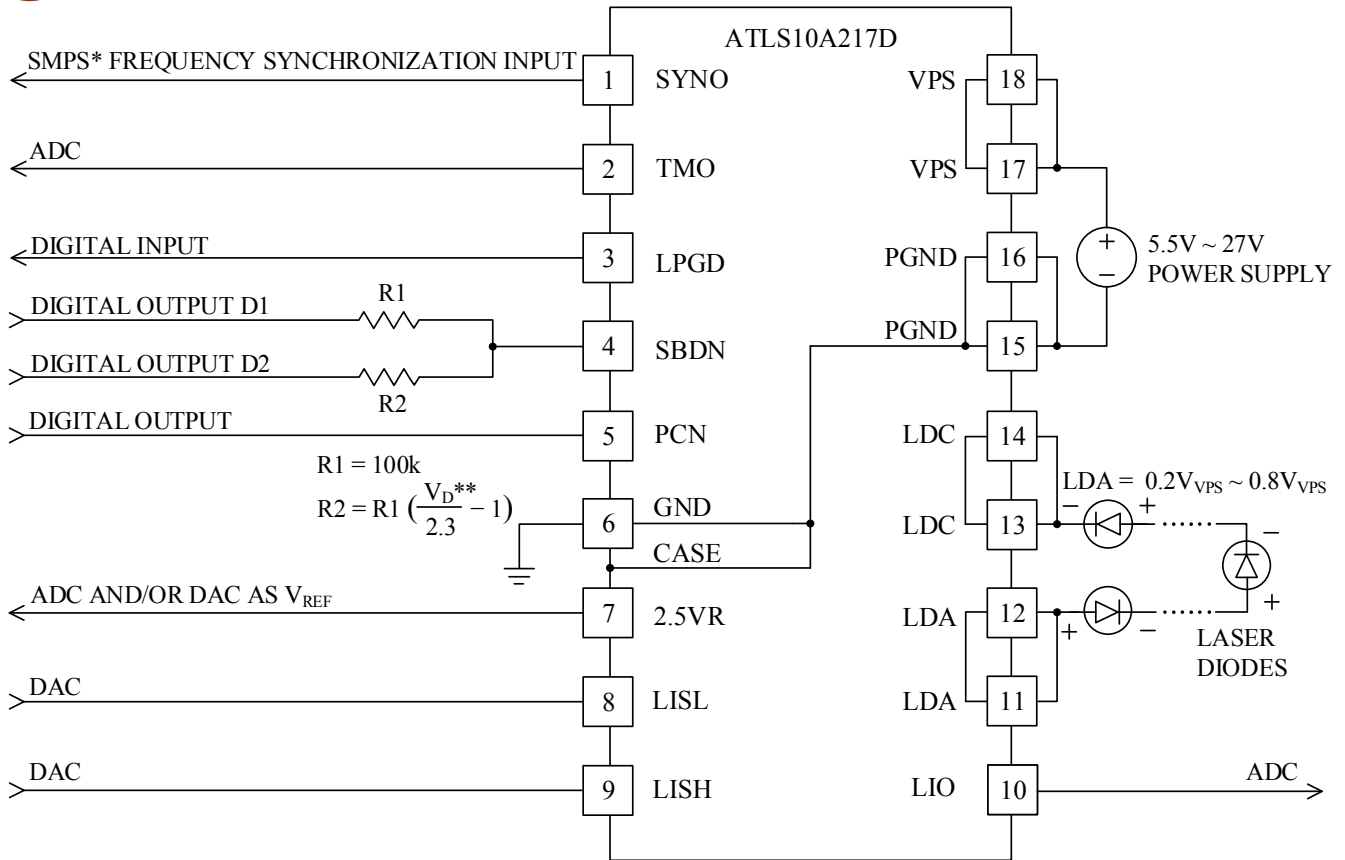 ATLS10A217D
SMPS* FREQUENCY SYNCHRONIZATION INPUT
1 SYNO
ADC
2 TMO
DIGITAL INPUT
3 LPGD
DIGITAL OUTPUT D1
R1
4 SBDN
DIGITAL OUTPUT D2
R2
DIGITAL OUTPUT
5 PCN
R1 = 100k
R2 = R1 (V_D**/2.3 − 1)
6 GND
CASE
ADC AND/OR DAC AS V_REF
7 2.5VR
DAC
8 LISL
DAC
9 LISH
VPS 18
VPS 17
+
−
5.5V ~ 27V
POWER SUPPLY
PGND 16
PGND 15
LDC 14
LDA = 0.2V_VPS ~ 0.8V_VPS
LDC 13
− +
−
+
LDA 12
+ −
LASER
DIODES
LDA 11
LIO 10
ADC